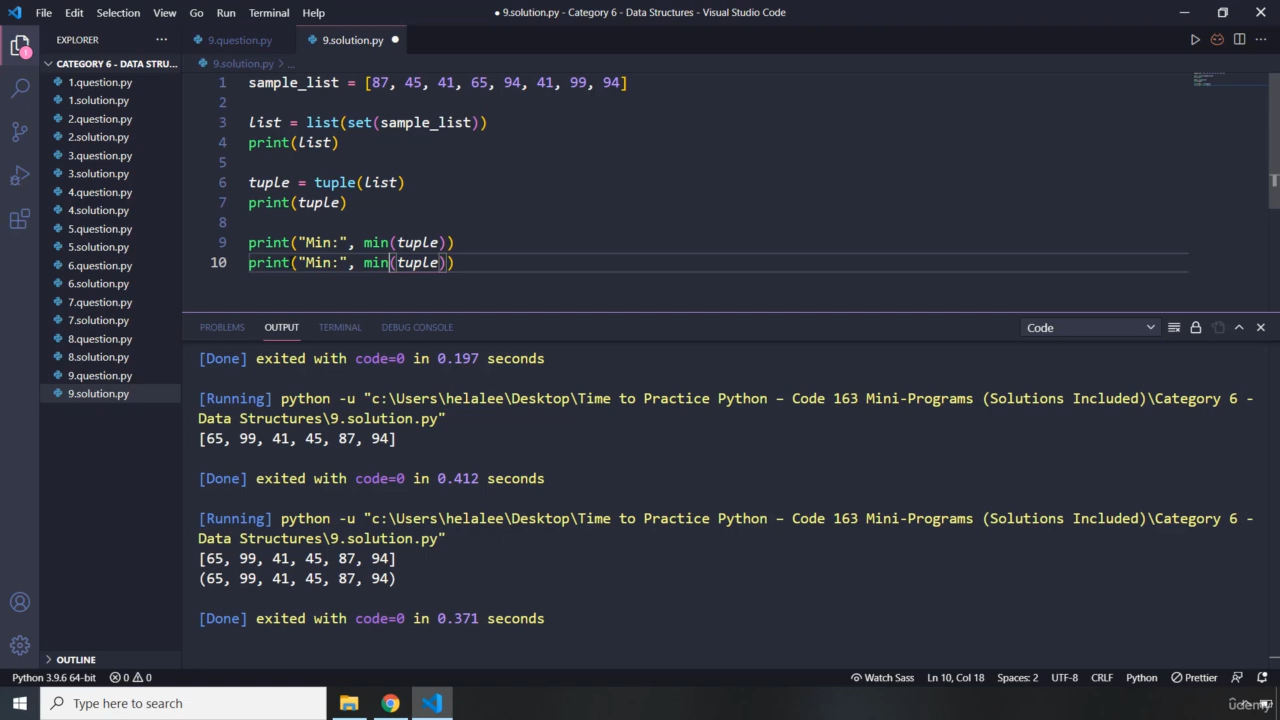 File Edit Selection View Go Run Terminal Help
● 9.solution.py - Category 6 - Data Structures - Visual Studio Code
1
EXPLORER ···
9.question.py
9.solution.py ●
CATEGORY 6 - DATA STRU...
9.solution.py > ...
1.question.py
1.solution.py
2.question.py
2.solution.py
3.question.py
3.solution.py
4.question.py
4.solution.py
5.question.py
5.solution.py
6.question.py
6.solution.py
7.question.py
7.solution.py
8.question.py
8.solution.py
9.question.py
9.solution.py
OUTLINE
1 sample_list = [87, 45, 41, 65, 94, 41, 99, 94]
2
3 list = list(set(sample_list))
4 print(list)
5
6 tuple = tuple(list)
7 print(tuple)
8
9 print("Min:", min(tuple))
10 print("Min:", min(tuple))
PROBLEMS OUTPUT TERMINAL DEBUG CONSOLE
Code
[Done] exited with code=0 in 0.197 seconds
[Running] python -u "c:\Users\helalee\Desktop\Time to Practice Python – Code 163 Mini-Programs (Solutions Included)\Category 6 -
Data Structures\9.solution.py"
[65, 99, 41, 45, 87, 94]
[Done] exited with code=0 in 0.412 seconds
[Running] python -u "c:\Users\helalee\Desktop\Time to Practice Python – Code 163 Mini-Programs (Solutions Included)\Category 6 -
Data Structures\9.solution.py"
[65, 99, 41, 45, 87, 94]
(65, 99, 41, 45, 87, 94)
[Done] exited with code=0 in 0.371 seconds
Python 3.9.6 64-bit 0 0
Watch Sass Ln 10, Col 18 Spaces: 2 UTF-8 CRLF Python Prettier
Type here to search
Udemy